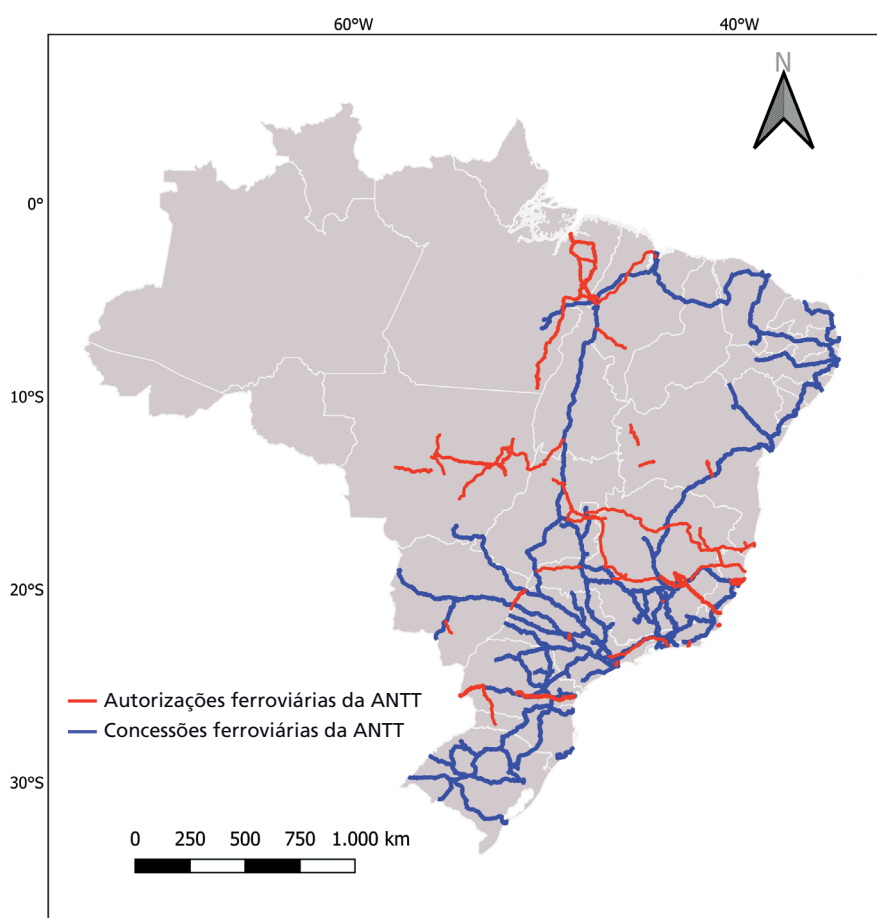 60°W 40°W
N
0°
10°S
20°S
Autorizações ferroviárias da ANTT
Concessões ferroviárias da ANTT
30°S
0 250 500 750 1.000 km